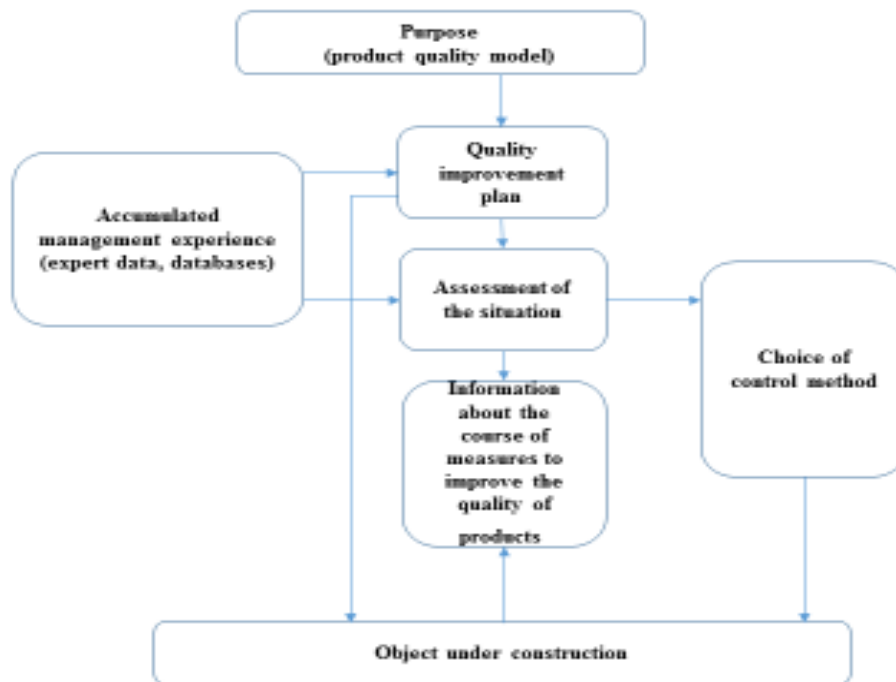 Purpose
(product quality model)
Quality
improvement
plan
Accumulated
management experience
(expert data, databases)
Assessment of
the situation
Choice of
control method
Information
about the
course of
measures to
improve the
quality of
products
Object under construction